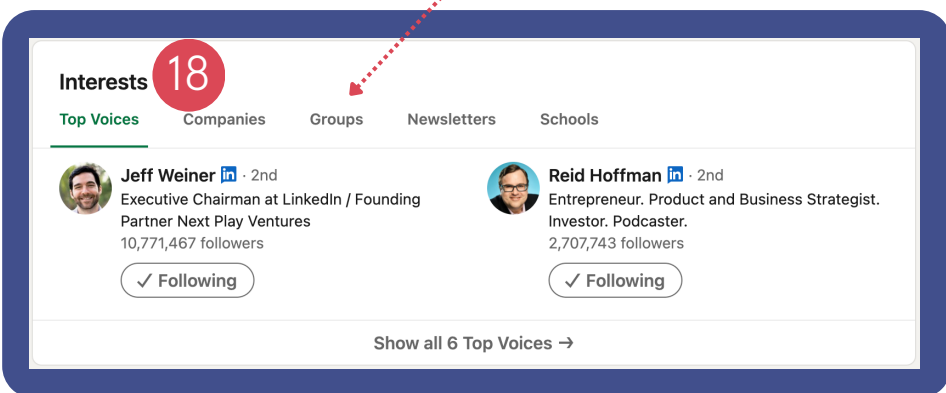 Interests 18
Top Voices Companies Groups Newsletters Schools
Jeff Weiner in · 2nd
Executive Chairman at LinkedIn / Founding
Partner Next Play Ventures
10,771,467 followers
✓ Following
Reid Hoffman in · 2nd
Entrepreneur. Product and Business Strategist.
Investor. Podcaster.
2,707,743 followers
✓ Following
Show all 6 Top Voices →